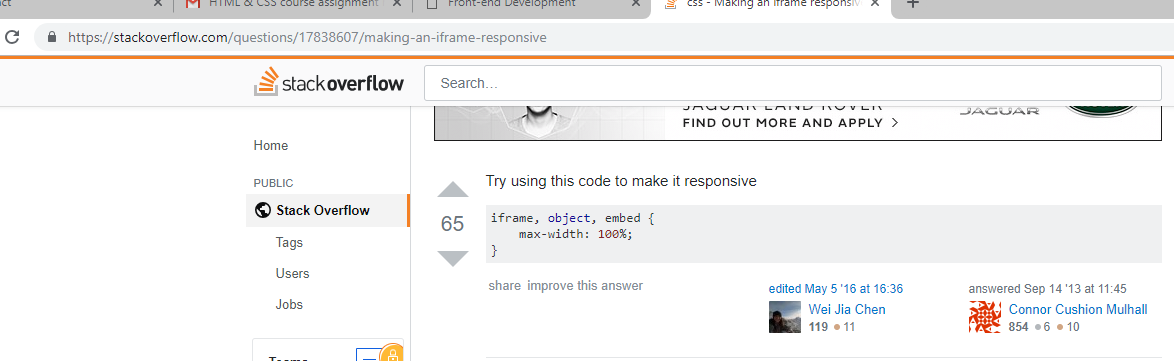 act
HTML & CSS course assignment
Front-end Development
css - Making an iframe responsiv
https://stackoverflow.com/questions/17838607/making-an-iframe-responsive
stackoverflow
Search...
JAGUAR LAND ROVER
FIND OUT MORE AND APPLY >
JAGUAR
Home
PUBLIC
Stack Overflow
Tags
Users
Jobs
Teams
Try using this code to make it responsive
65
iframe, object, embed {
max-width: 100%;
}
share improve this answer
edited May 5 '16 at 16:36
Wei Jia Chen
119 ● 11
answered Sep 14 '13 at 11:45
Connor Cushion Mulhall
854 ● 6 ● 10